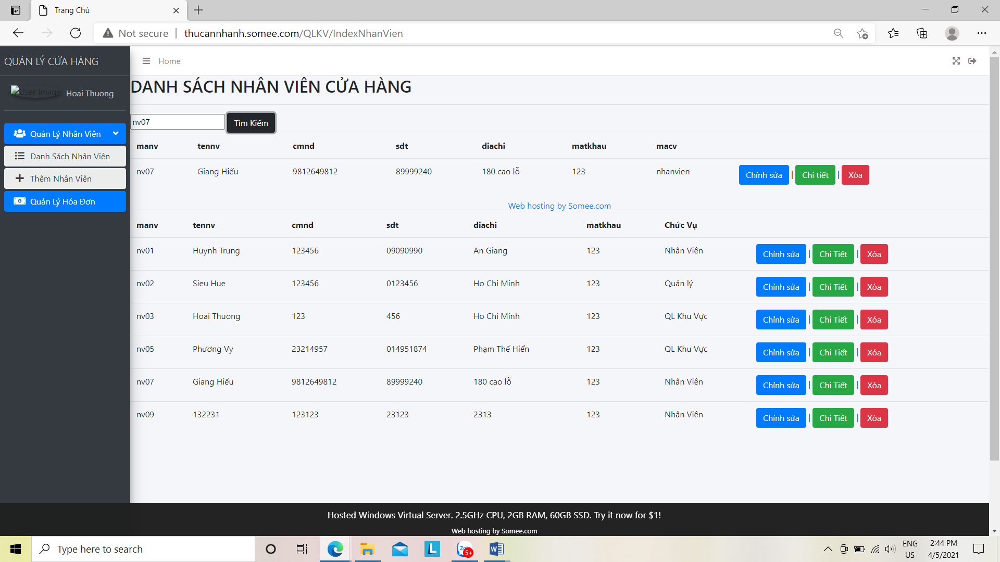 Trang Chủ
Not secure | thucannhanh.somee.com/QLKV/IndexNhanVien
QUẢN LÝ CỬA HÀNG
Home
User Image Hoai Thuong
DANH SÁCH NHÂN VIÊN CỬA HÀNG
nv07 Tìm Kiếm
Quản Lý Nhân Viên
Danh Sách Nhân Viên
Thêm Nhân Viên
Quản Lý Hóa Đơn
manv tennv cmnd sdt diachi matkhau macv
nv07 Giang Hiếu 9812649812 89999240 180 cao lỗ 123 nhanvien Chỉnh sửa | Chi tiết | Xóa
Web hosting by Somee.com
manv tennv cmnd sdt diachi matkhau Chức Vụ
nv01 Huynh Trung 123456 09090990 An Giang 123 Nhân Viên Chỉnh sửa | Chi Tiết | Xóa
nv02 Sieu Hue 123456 0123456 Ho Chi Minh 123 Quản lý Chỉnh sửa | Chi Tiết | Xóa
nv03 Hoai Thuong 123 456 Ho Chi Minh 123 QL Khu Vực Chỉnh sửa | Chi Tiết | Xóa
nv05 Phương Vy 23214957 014951874 Phạm Thế Hiển 123 QL Khu Vực Chỉnh sửa | Chi Tiết | Xóa
nv07 Giang Hiếu 9812649812 89999240 180 cao lỗ 123 Nhân Viên Chỉnh sửa | Chi Tiết | Xóa
nv09 132231 123123 23123 2313 123 Nhân Viên Chỉnh sửa | Chi Tiết | Xóa
Hosted Windows Virtual Server. 2.5GHz CPU, 2GB RAM, 60GB SSD. Try it now for $1!
Web hosting by Somee.com
Type here to search
L
Zalo
5+
W
ENG
US
2:44 PM
4/5/2021